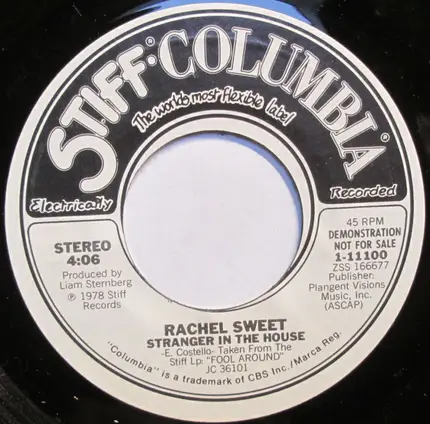 STIFF·COLUMBIA®
The worlds most flexible label
Electrically
Recorded
STEREO
4:06
Produced by
Liam Sternberg
℗ 1978 Stiff
Records
45 RPM
DEMONSTRATION
NOT FOR SALE
1-11100
ZSS 166677
Publisher:
Plangent Visions
Music, Inc.
(ASCAP)
RACHEL SWEET
STRANGER IN THE HOUSE
-E. Costello- Taken From The
Stiff Lp: "FOOL AROUND"
JC 36101
"Columbia" is a trademark of CBS Inc./Marca Reg.